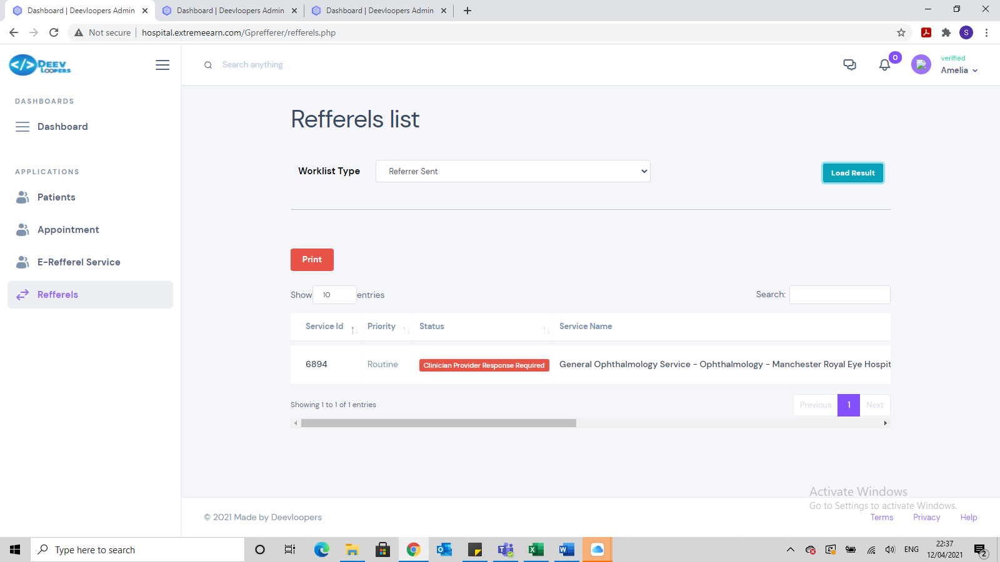 Dashboard | Deevloopers Admin
Dashboard | Deevloopers Admin
Dashboard | Deevloopers Admin
Not secure
hospital.extremeearn.com/Gprefferer/refferels.php
S
</> DEEV LOOPERS
Search anything
0
verified
Amelia
DASHBOARDS
Dashboard
APPLICATIONS
Patients
Appointment
E-Refferel Service
Refferels
Refferels list
Worklist Type
Referrer Sent
Load Result
Print
Show 10 entries
Search:
Service Id Priority Status Service Name
6894 Routine Clinician Provider Response Required General Ophthalmology Service - Ophthalmology - Manchester Royal Eye Hospit
Showing 1 to 1 of 1 entries
Previous 1 Next
Activate Windows
Go to Settings to activate Windows.
© 2021 Made by Deevloopers
Terms Privacy Help
Type here to search
ENG
22:37
12/04/2021
2